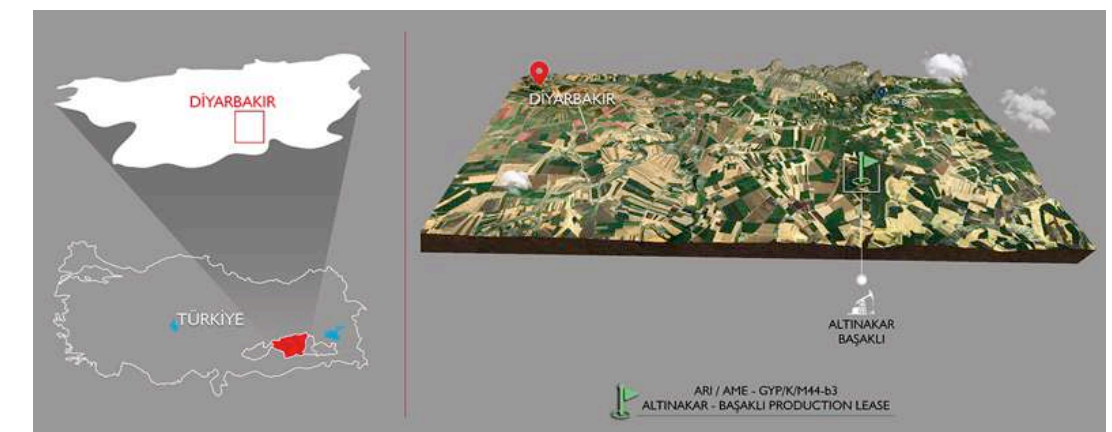 DİYARBAKIR
TÜRKİYE
DİYARBAKIR
ALTINAKAR
BAŞAKLI
ARI / AME - GYP/K/M44-b3
ALTINAKAR - BAŞAKLI PRODUCTION LEASE